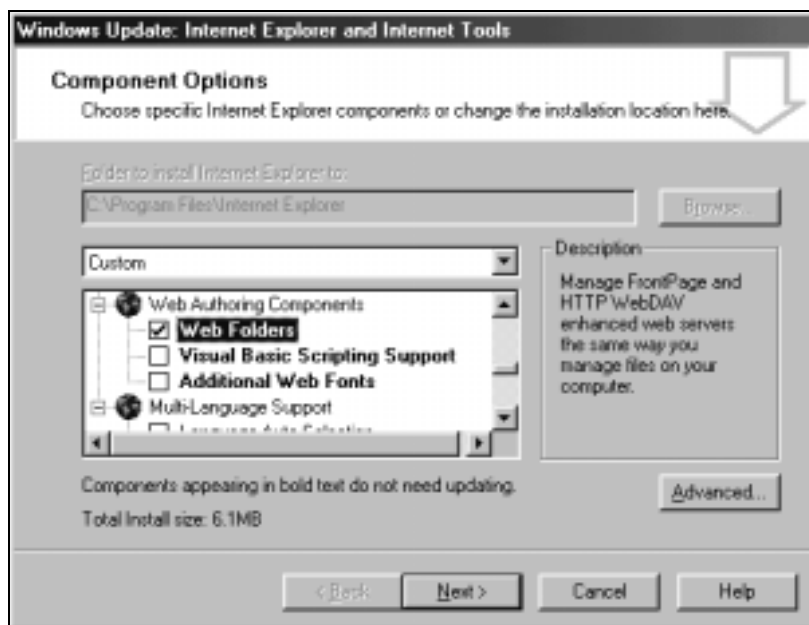 Windows Update: Internet Explorer and Internet Tools
Component Options
Choose specific Internet Explorer components or change the installation location here.
Folder to install Internet Explorer to:
C:\Program Files\Internet Explorer
Browse...
Custom
Web Authoring Components
Web Folders
Visual Basic Scripting Support
Additional Web Fonts
Multi-Language Support
Language Auto-Selection
Description
Manage FrontPage and
HTTP WebDAV
enhanced web servers
the same way you
manage files on your
computer.
Components appearing in bold text do not need updating.
Total Install size: 6.1MB
Advanced...
< Back
Next >
Cancel
Help